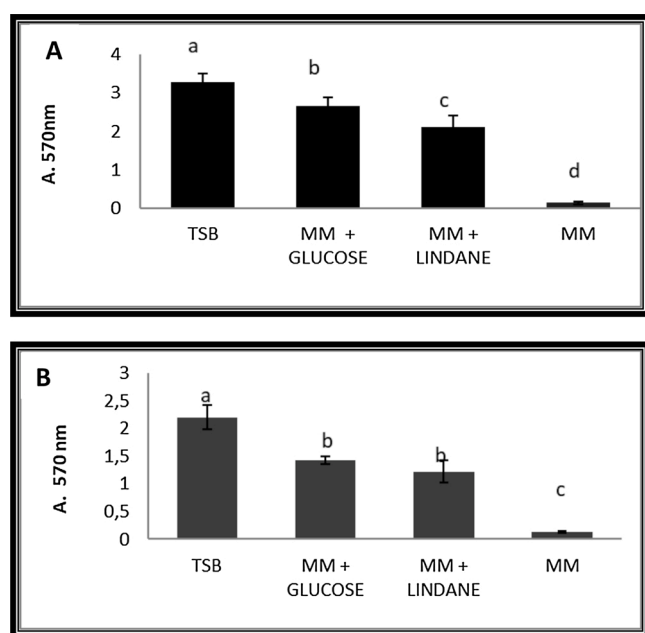 A
a
4
b
3
c
2
A. 570nm
1
d
0
TSB
MM +
GLUCOSE
MM +
LINDANE
MM
B
3
a
2,5
2
b
b
1,5
A. 570 nm
1
c
0,5
0
TSB
MM +
GLUCOSE
MM +
LINDANE
MM